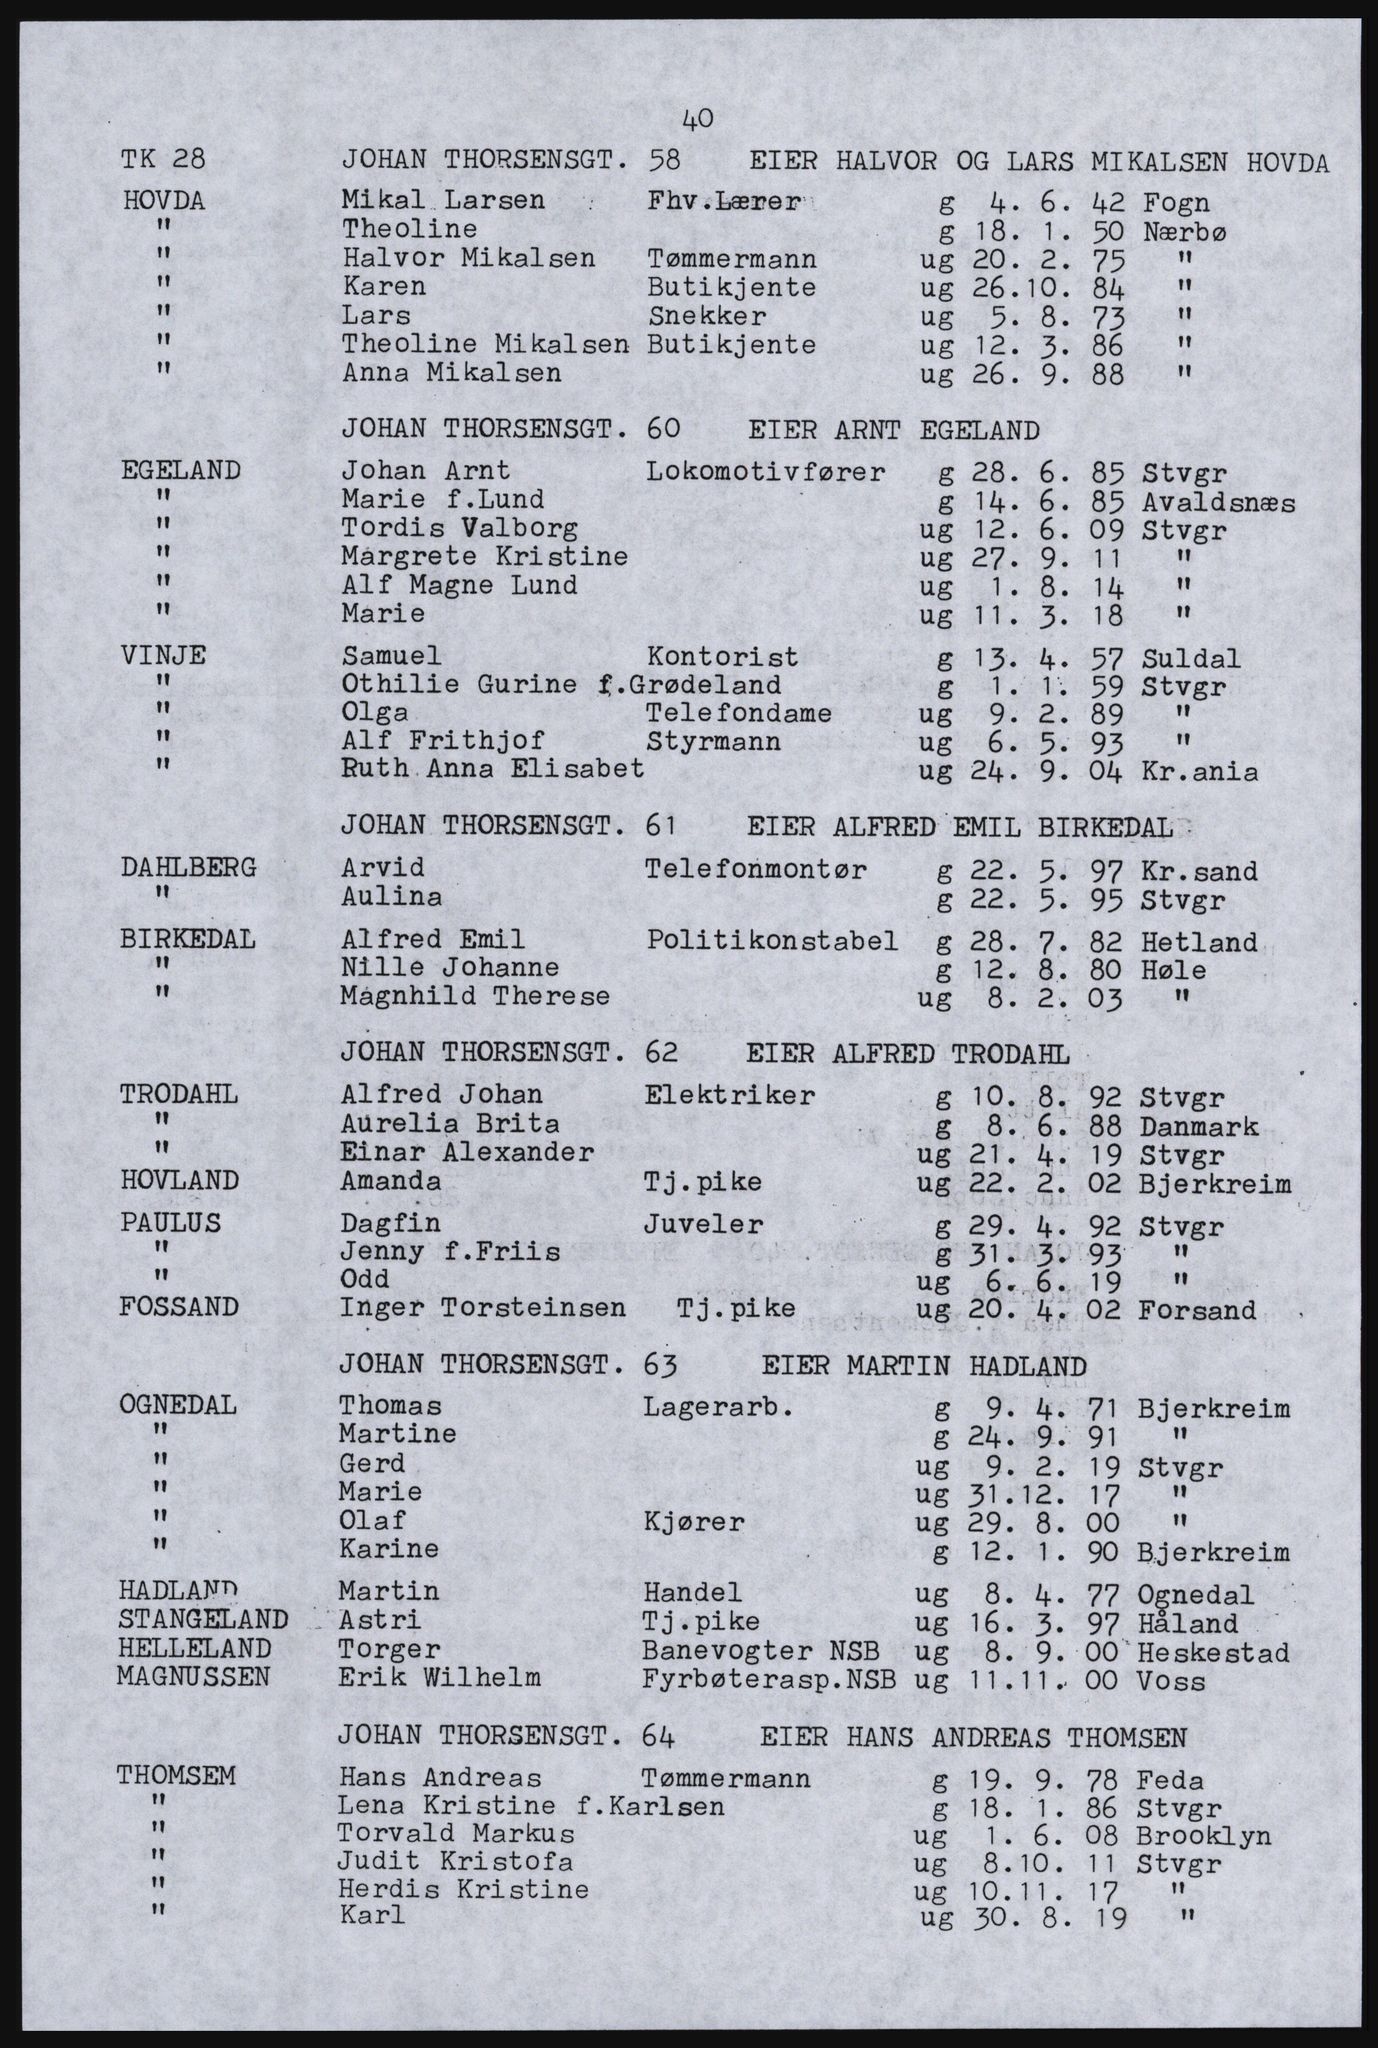 40
TK 28 JOHAN THORSENSGT. 58 EIER HALVOR OG LARS MIKALSEN HOVDA
HOVDA Mikal Larsen Fhv.Lærer g 4. 6. 42 Fogn
" Theoline g 18. 1. 50 Nærbø
" Halvor Mikalsen Tømmermann ug 20. 2. 75 "
" Karen Butikjente ug 26.10. 84 "
" Lars Snekker ug 5. 8. 73 "
" Theoline Mikalsen Butikjente ug 12. 3. 86 "
" Anna Mikalsen ug 26. 9. 88 "
JOHAN THORSENSGT. 60 EIER ARNT EGELAND
EGELAND Johan Arnt Lokomotivfører g 28. 6. 85 Stvgr
" Marie f.Lund g 14. 6. 85 Avaldsnæs
" Tordis Valborg ug 12. 6. 09 Stvgr
" Margrete Kristine ug 27. 9. 11 "
" Alf Magne Lund ug 1. 8. 14 "
" Marie ug 11. 3. 18 "
VINJE Samuel Kontorist g 13. 4. 57 Suldal
" Othilie Gurine f.Grødeland g 1. 1. 59 Stvgr
" Olga Telefondame ug 9. 2. 89 "
" Alf Frithjof Styrmann ug 6. 5. 93 "
" Ruth Anna Elisabet ug 24. 9. 04 Kr.ania
JOHAN THORSENSGT. 61 EIER ALFRED EMIL BIRKEDAL
DAHLBERG Arvid Telefonmontør g 22. 5. 97 Kr.sand
" Aulina g 22. 5. 95 Stvgr
BIRKEDAL Alfred Emil Politikonstabel g 28. 7. 82 Hetland
" Nille Johanne g 12. 8. 80 Høle
" Magnhild Therese ug 8. 2. 03 "
JOHAN THORSENSGT. 62 EIER ALFRED TRODAHL
TRODAHL Alfred Johan Elektriker g 10. 8. 92 Stvgr
" Aurelia Brita g 8. 6. 88 Danmark
" Einar Alexander ug 21. 4. 19 Stvgr
HOVLAND Amanda Tj.pike ug 22. 2. 02 Bjerkreim
PAULUS Dagfin Juveler g 29. 4. 92 Stvgr
" Jenny f.Friis g 31. 3. 93 "
" Odd ug 6. 6. 19 "
FOSSAND Inger Torsteinsen Tj.pike ug 20. 4. 02 Forsand
JOHAN THORSENSGT. 63 EIER MARTIN HADLAND
OGNEDAL Thomas Lagerarb. g 9. 4. 71 Bjerkreim
" Martine g 24. 9. 91 "
" Gerd ug 9. 2. 19 Stvgr
" Marie ug 31.12. 17 "
" Olaf Kjører ug 29. 8. 00 "
" Karine g 12. 1. 90 Bjerkreim
HADLAND Martin Handel ug 8. 4. 77 Ognedal
STANGELAND Astri Tj.pike ug 16. 3. 97 Håland
HELLELAND Torger Banevogter NSB ug 8. 9. 00 Heskestad
MAGNUSSEN Erik Wilhelm Fyrbøterasp.NSB ug 11.11. 00 Voss
JOHAN THORSENSGT. 64 EIER HANS ANDREAS THOMSEN
THOMSEM Hans Andreas Tømmermann g 19. 9. 78 Feda
" Lena Kristine f.Karlsen g 18. 1. 86 Stvgr
" Torvald Markus ug 1. 6. 08 Brooklyn
" Judit Kristofa ug 8.10. 11 Stvgr
" Herdis Kristine ug 10.11. 17 "
" Karl ug 30. 8. 19 "